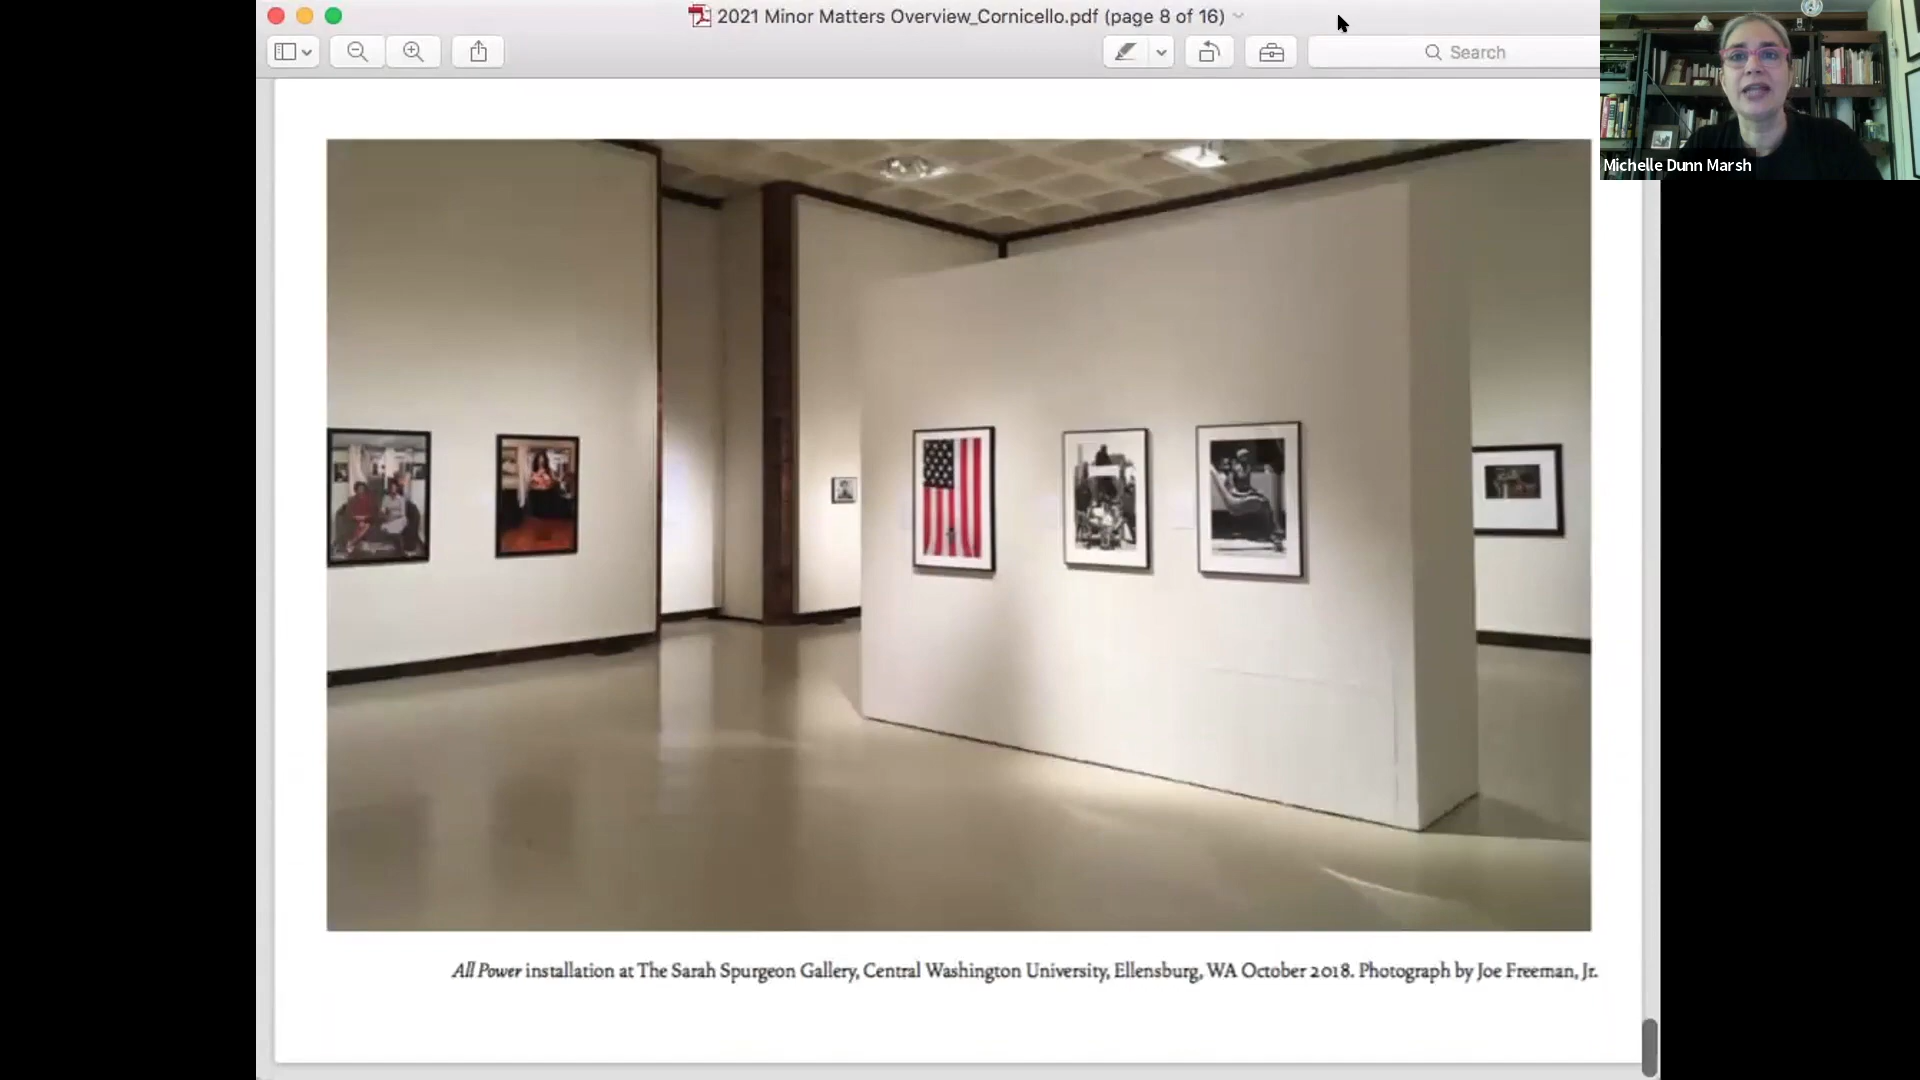 2021 Minor Matters Overview_Cornicello.pdf (page 8 of 16)
Search
Michelle Dunn Marsh
All Power installation at The Sarah Spurgeon Gallery, Central Washington University, Ellensburg, WA October 2018. Photograph by Joe Freeman, Jr.